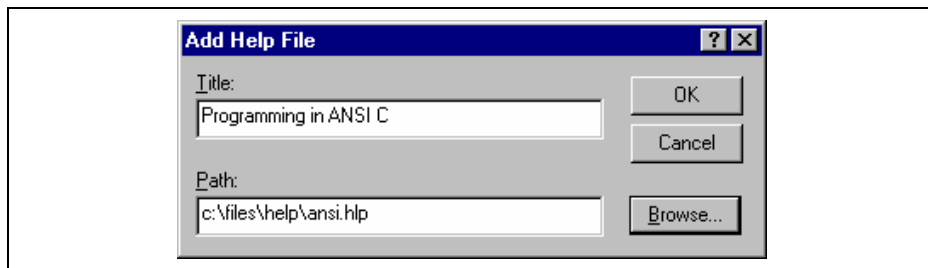 Add Help File
Title:
Programming in ANSI C
OK
Cancel
Path:
c:\files\help\ansi.hlp
Browse...